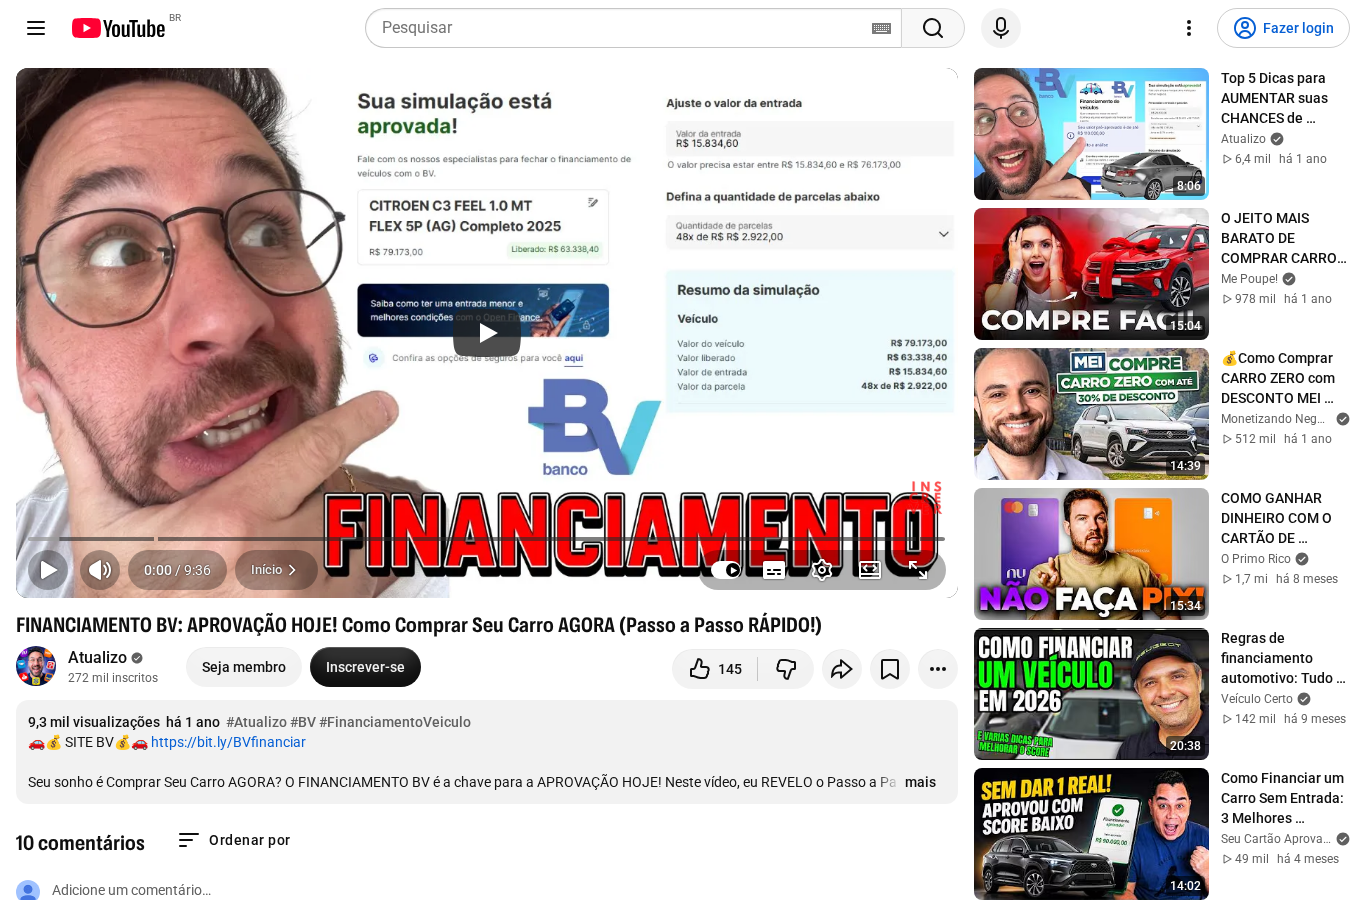 YouTube
BR
Pesquisar
Fazer login
Sua simulação está
aprovada!
Fale com os nossos especialistas para fechar o financiamento de
veículos com o BV.
CITROEN C3 FEEL 1.0 MT
FLEX 5P (AG) Completo 2025
R$ 79.173,00
Liberado: R$ 63.338,40
Saiba como ter uma entrada menor e
melhores condições com o Open Finance.
Confira as opções de seguros para você aqui
Ajuste o valor da entrada
Valor da entrada
R$ 15.834,60
O valor precisa estar entre R$ 15.834,60 e R$ 76.173,00
Defina a quantidade de parcelas abaixo
Quantidade de parcelas
48x de R$ R$ 2.922,00
Resumo da simulação
Veículo
Valor do veículo R$ 79.173,00
Valor liberado R$ 63.338,40
Valor de entrada R$ 15.834,60
Valor da parcela 48x de R$ 2.922,00
BV
banco
FINANCIAMENTO
0:00 / 9:36
Início
FINANCIAMENTO BV: APROVAÇÃO HOJE! Como Comprar Seu Carro AGORA (Passo a Passo RÁPIDO!)
Atualizo
272 mil inscritos
Seja membro
Inscrever-se
145
9,3 mil visualizações há 1 ano #Atualizo #BV #FinanciamentoVeiculo
🚗💰 SITE BV💰🚗 https://bit.ly/BVfinanciar
Seu sonho é Comprar Seu Carro AGORA? O FINANCIAMENTO BV é a chave para a APROVAÇÃO HOJE! Neste vídeo, eu REVELO o Passo a Pa mais
10 comentários
Ordenar por
Adicione um comentário...
8:06
Top 5 Dicas para
AUMENTAR suas
CHANCES de ...
Atualizo
6,4 mil há 1 ano
COMPRE FÁCIL
15:04
O JEITO MAIS
BARATO DE
COMPRAR CARRO...
Me Poupe!
978 mil há 1 ano
MEI COMPRE
CARRO ZERO COM ATÉ
30% DE DESCONTO
14:39
💰Como Comprar
CARRO ZERO com
DESCONTO MEI ...
Monetizando Neg...
512 mil há 1 ano
nu
NÃO FAÇA PIX!
15:34
COMO GANHAR
DINHEIRO COM O
CARTÃO DE ...
O Primo Rico
1,7 mi há 8 meses
COMO FINANCIAR
UM VEÍCULO
EM 2026
E VARIAS DICAS PARA
MELHORAR O SCORE
PEUGEOT
20:38
Regras de
financiamento
automotivo: Tudo ...
Veículo Certo
142 mil há 9 meses
SEM DAR 1 REAL!
APROVOU COM
SCORE BAIXO
14:02
Como Financiar um
Carro Sem Entrada:
3 Melhores ...
Seu Cartão Aprova...
49 mil há 4 meses